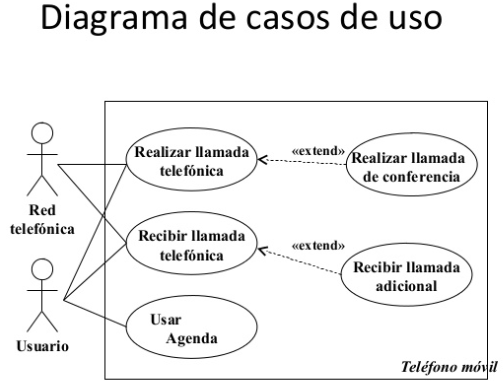 Diagrama de casos de uso
Realizar llamada
telefónica
«extend»
Realizar llamada
de conferencia
Red
telefónica
Recibir llamada
telefónica
«extend»
Recibir llamada
adicional
Usuario
Usar
Agenda
Teléfono móvil